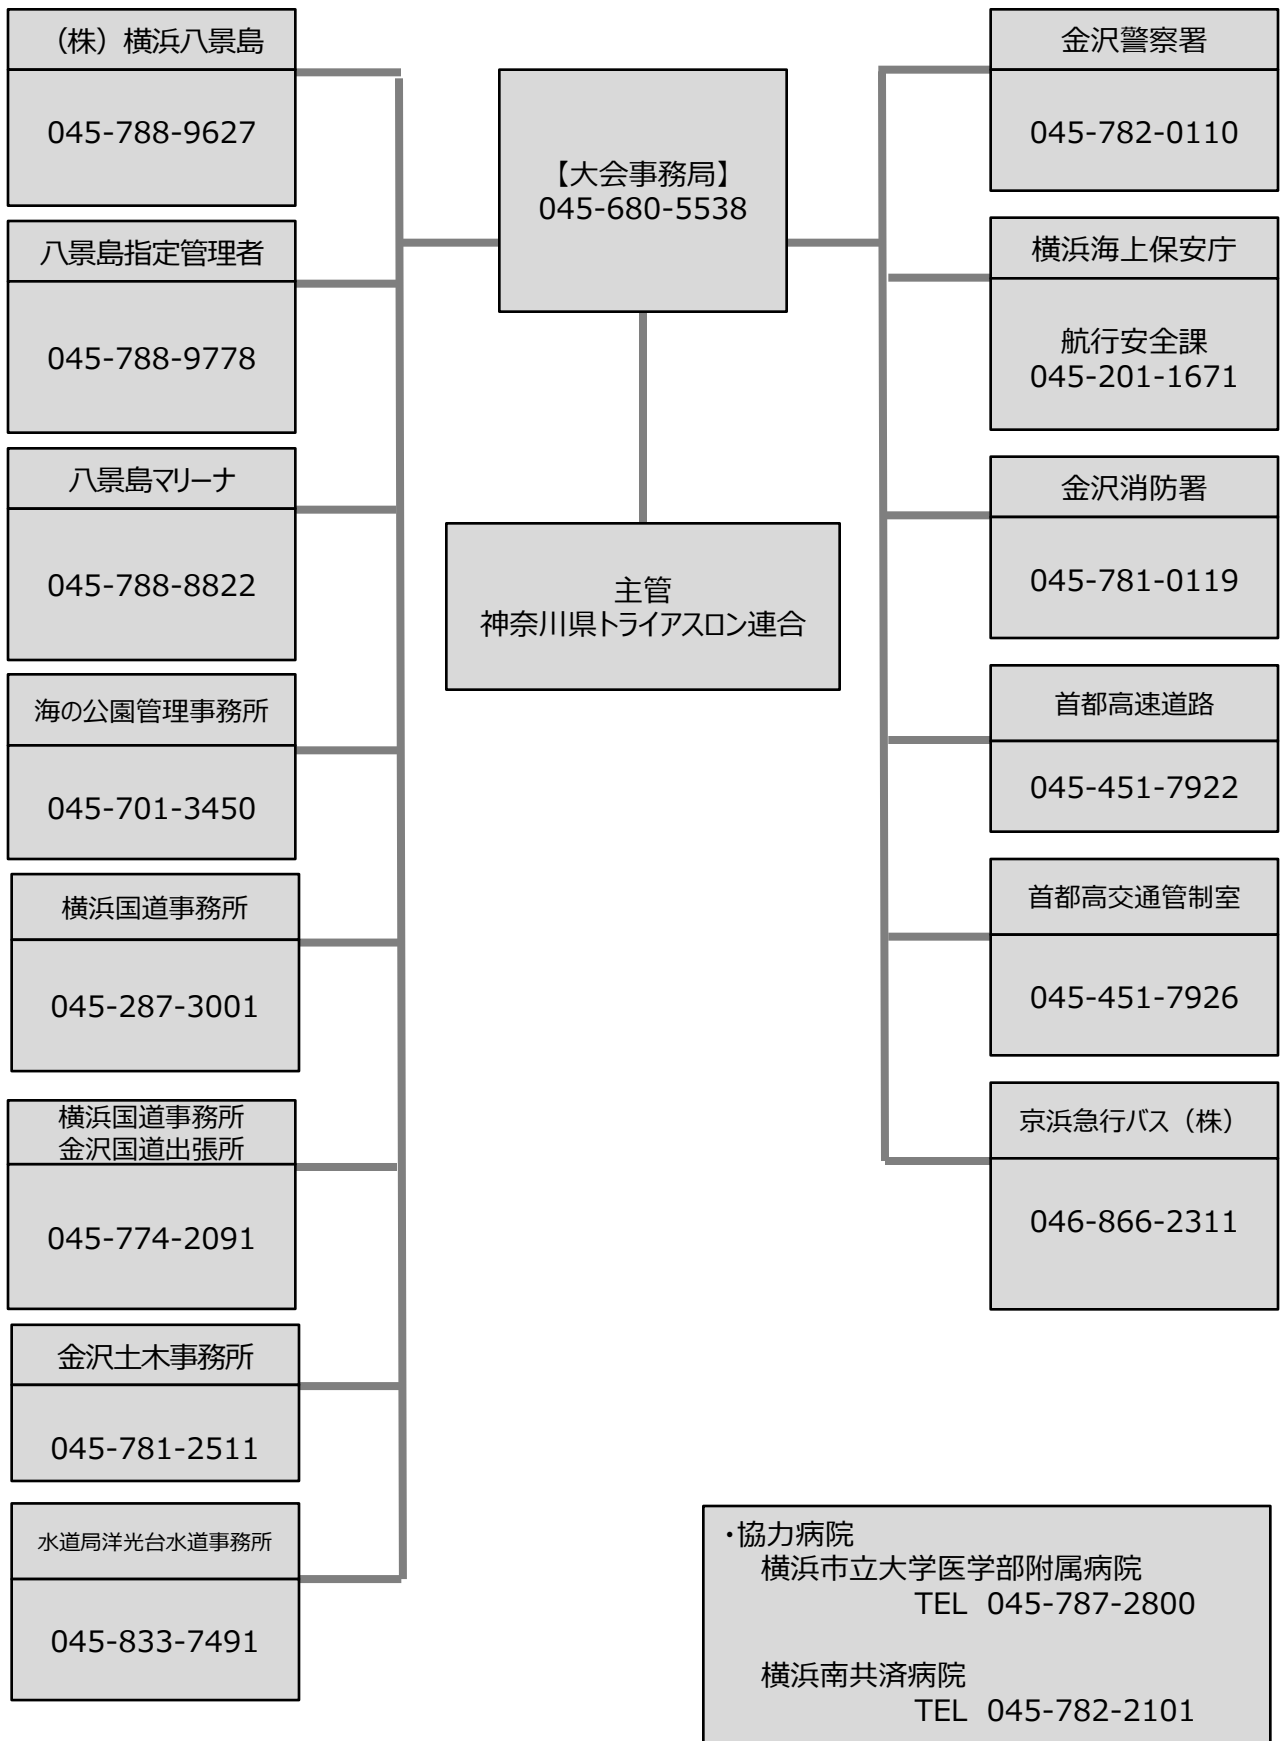 （株）横浜八景島
045-788-9627
八景島指定管理者
045-788-9778
八景島マリーナ
045-788-8822
海の公園管理事務所
045-701-3450
横浜国道事務所
045-287-3001
横浜国道事務所
金沢国道出張所
045-774-2091
金沢土木事務所
045-781-2511
水道局洋光台水道事務所
045-833-7491
【大会事務局】
045-680-5538
主管
神奈川県トライアスロン連合
金沢警察署
045-782-0110
横浜海上保安庁
航行安全課
045-201-1671
金沢消防署
045-781-0119
首都高速道路
045-451-7922
首都高交通管制室
045-451-7926
京浜急行バス（株）
046-866-2311
・協力病院
横浜市立大学医学部附属病院
TEL 045-787-2800
横浜南共済病院
TEL 045-782-2101